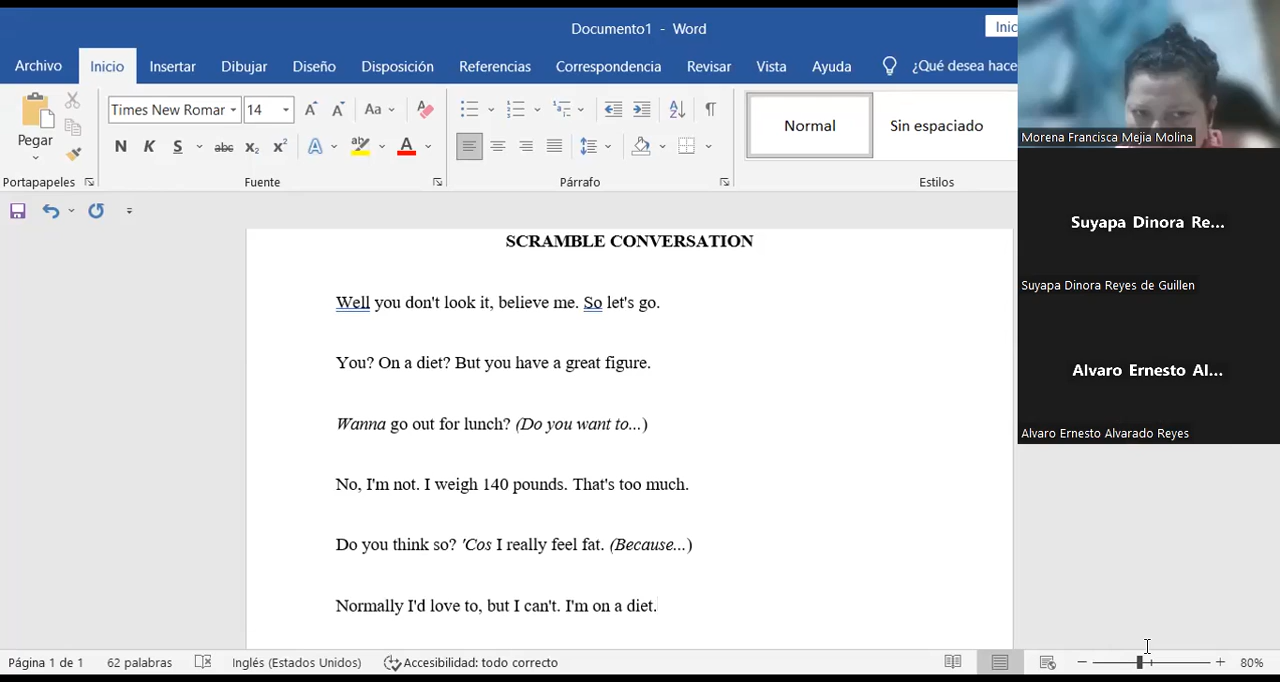 Documento1 - Word
Inic
Archivo Inicio Insertar Dibujar Diseño Disposición Referencias Correspondencia Revisar Vista Ayuda ¿Qué desea hace
Times New Romar 14 Aa
Pegar N K S abc x₂ x² A aby A Normal Sin espaciado
Portapapeles Fuente Párrafo Estilos
Morena Francisca Mejia Molina
Suyapa Dinora Re...
Suyapa Dinora Reyes de Guillen
Alvaro Ernesto Al...
Alvaro Ernesto Alvarado Reyes
SCRAMBLE CONVERSATION
Well you don't look it, believe me. So let's go.
You? On a diet? But you have a great figure.
Wanna go out for lunch? (Do you want to...)
No, I'm not. I weigh 140 pounds. That's too much.
Do you think so? 'Cos I really feel fat. (Because...)
Normally I'd love to, but I can't. I'm on a diet.
Página 1 de 1 62 palabras Inglés (Estados Unidos) Accesibilidad: todo correcto 80%